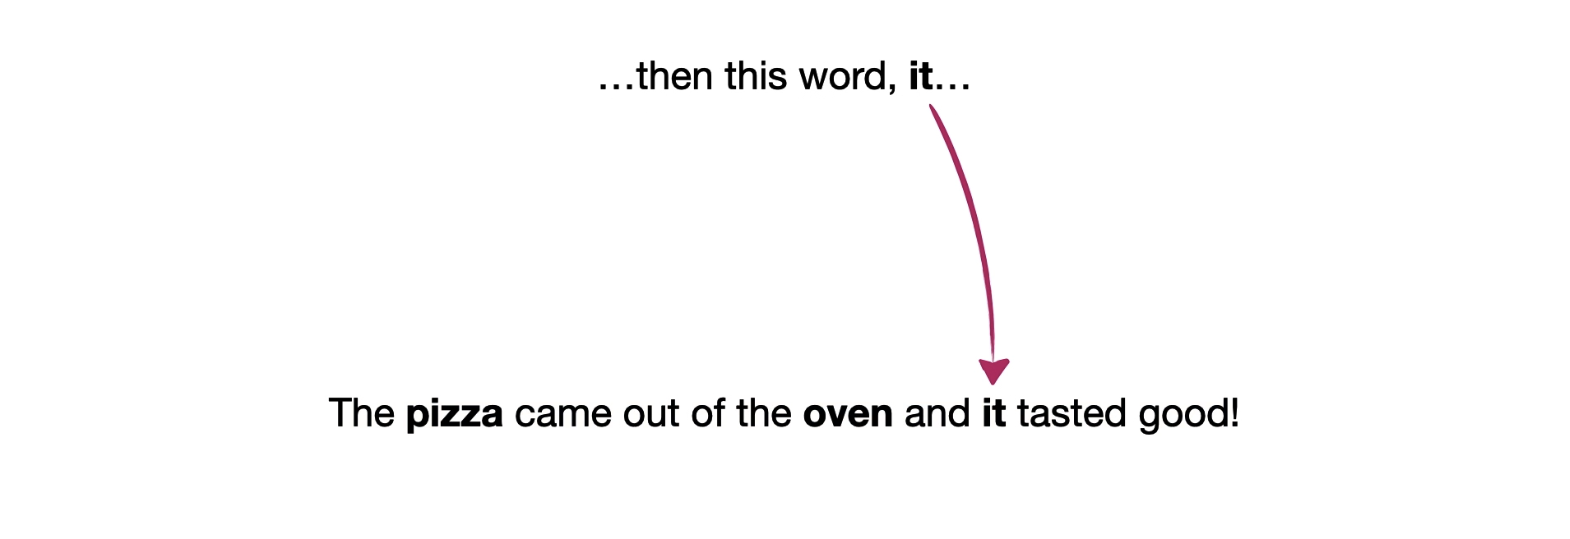 …then this word, it…
The pizza came out of the oven and it tasted good!